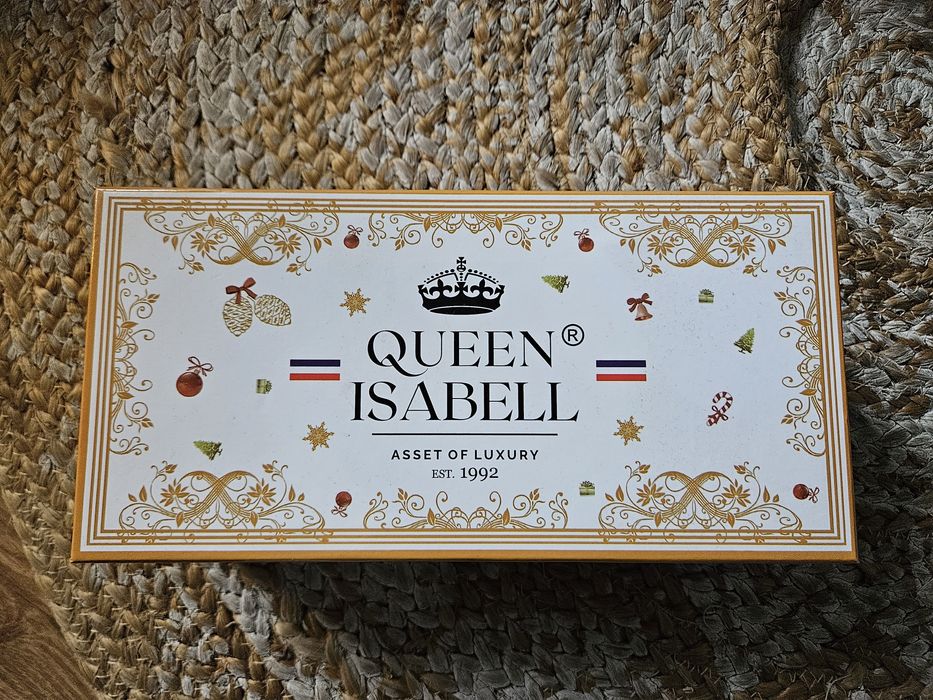 QUEEN®
ISABELL
ASSET OF LUXURY
EST. 1992